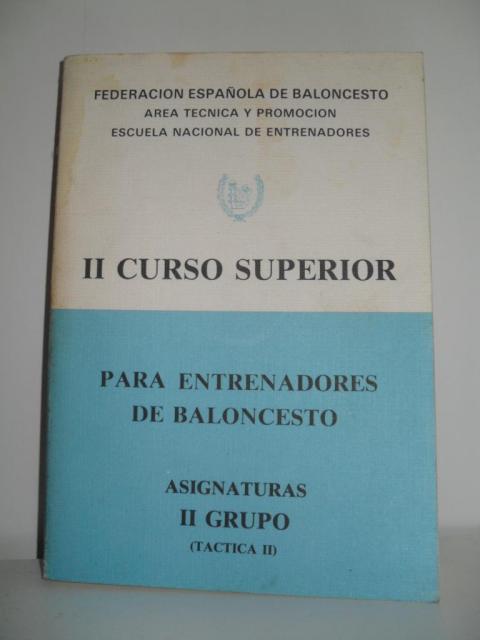 FEDERACION ESPAÑOLA DE BALONCESTO
AREA TECNICA Y PROMOCION
ESCUELA NACIONAL DE ENTRENADORES
II CURSO SUPERIOR
PARA ENTRENADORES
DE BALONCESTO
ASIGNATURAS
II GRUPO
(TACTICA II)